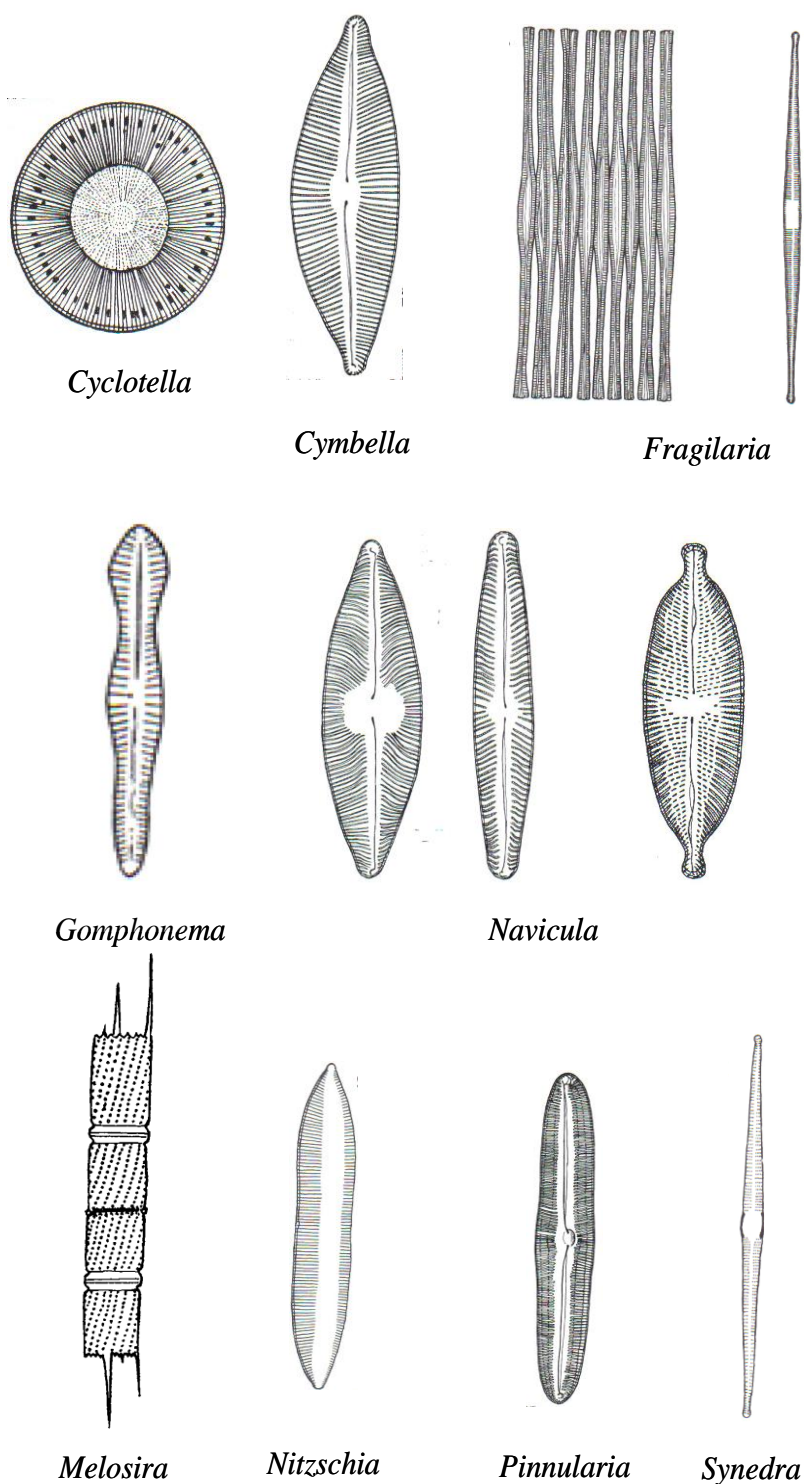 Cyclotella
Cymbella
Fragilaria
Gomphonema
Navicula
Melosira
Nitzschia
Pinnularia
Synedra